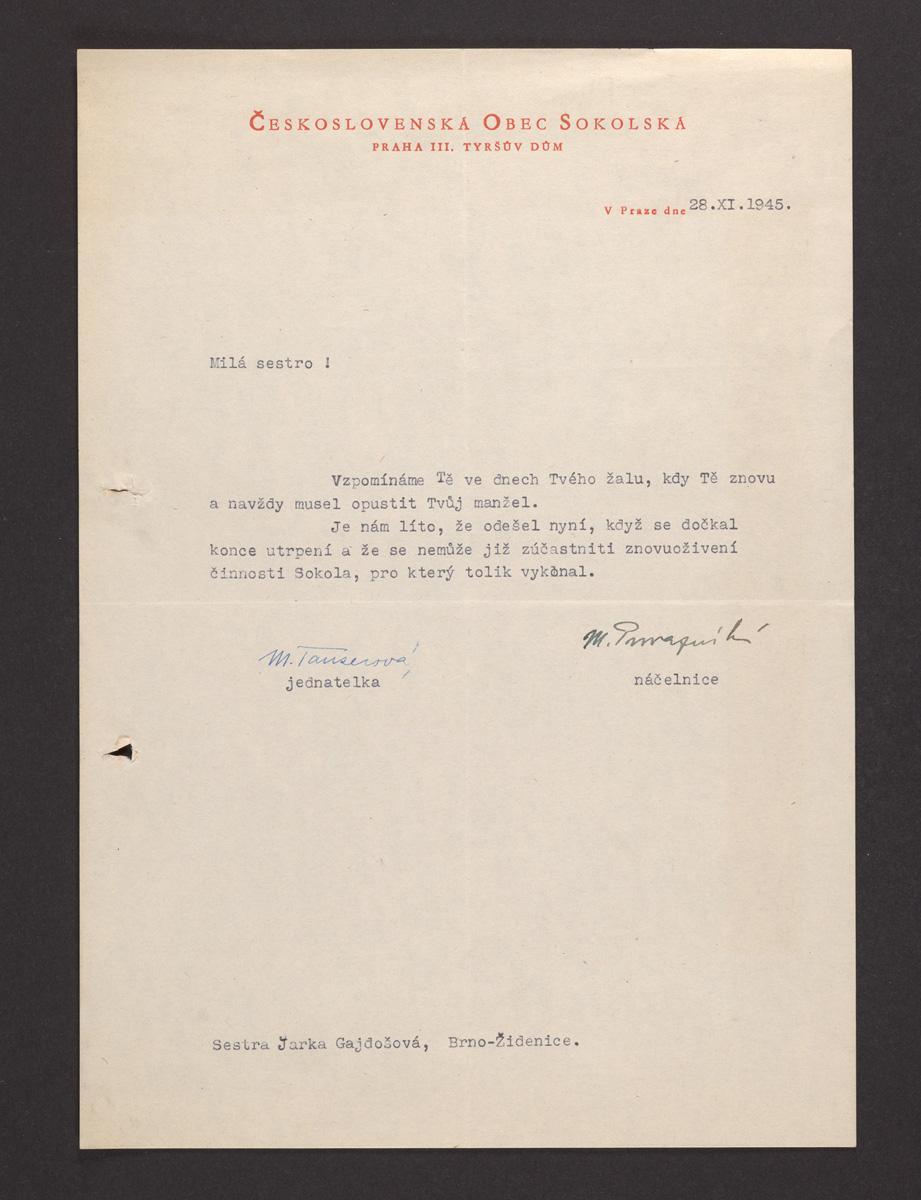 Československá Obec Sokolská
PRAHA III. TYRŠŮV DŮM
V Praze dne 28.XI.1945.
Milá sestro !
Vzpomínáme Tě ve dnech Tvého žalu, kdy Tě znovu
a navždy musel opustit Tvůj manžel.
Je nám líto, že odešel nyní, když se dočkal
konce utrpení a že se nemůže již zúčastniti znovuoživení
činnosti Sokola, pro který tolik vykonal.
M. Tauserová M.
jednatelka náčelnice
Sestra Jarka Gajdošová, Brno-Židenice.